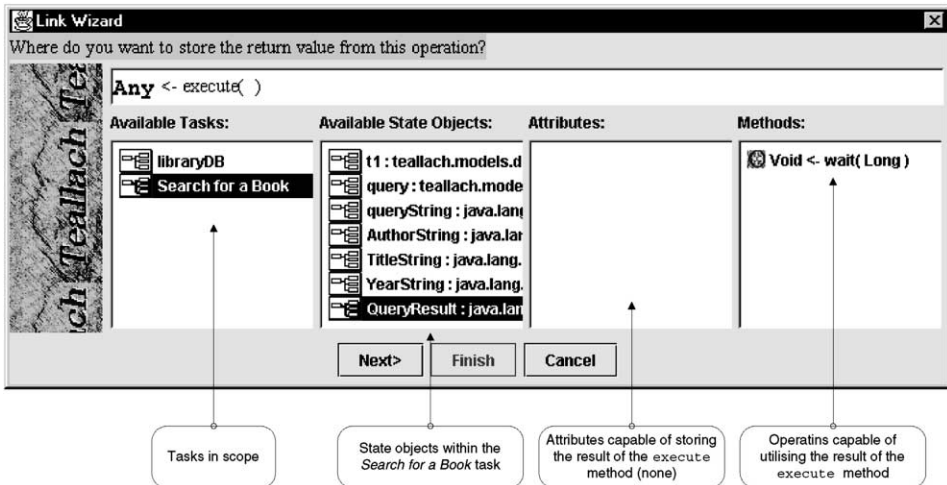 Link Wizard
Where do you want to store the return value from this operation?
Any <- execute( )
Available Tasks:
Available State Objects:
Attributes:
Methods:
libraryDB
Search for a Book
t1 : teallach.models.d
query : teallach.mode
queryString : java.lang
AuthorString : java.lan
TitleString : java.lang.
YearString : java.lang.
QueryResult : java.lan
Void <- wait( Long )
ch Teallach Tea
Next>
Finish
Cancel
Tasks in scope
State objects within the
Search for a Book task
Attributes capable of storing
the result of the execute
method (none)
Operatins capable of
utilising the result of the
execute method